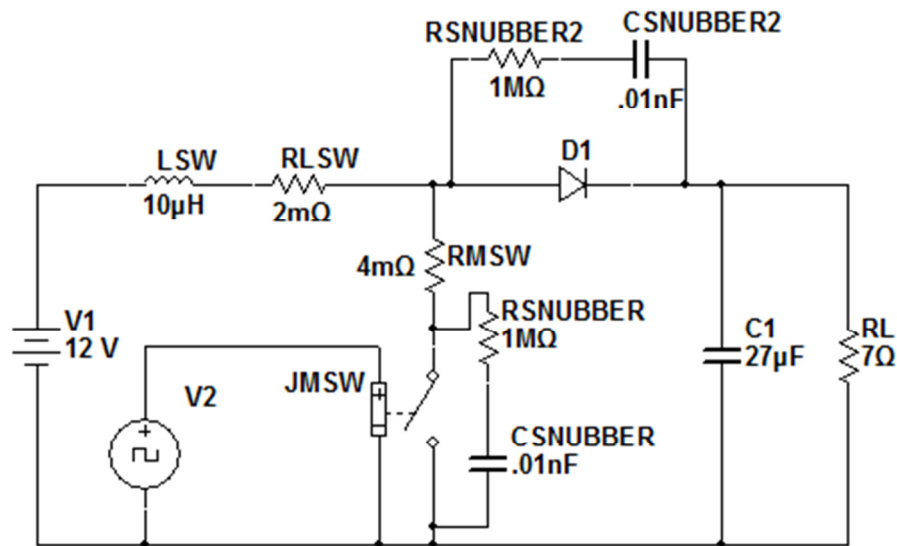 CSNUBBER2
RSNUBBER2
1MΩ
.01nF
LSW
RLSW
D1
10µH
2mΩ
4mΩ
RMSW
RSNUBBER
1MΩ
V1
12 V
C1
27µF
RL
7Ω
V2
JMSW
CSNUBBER
.01nF